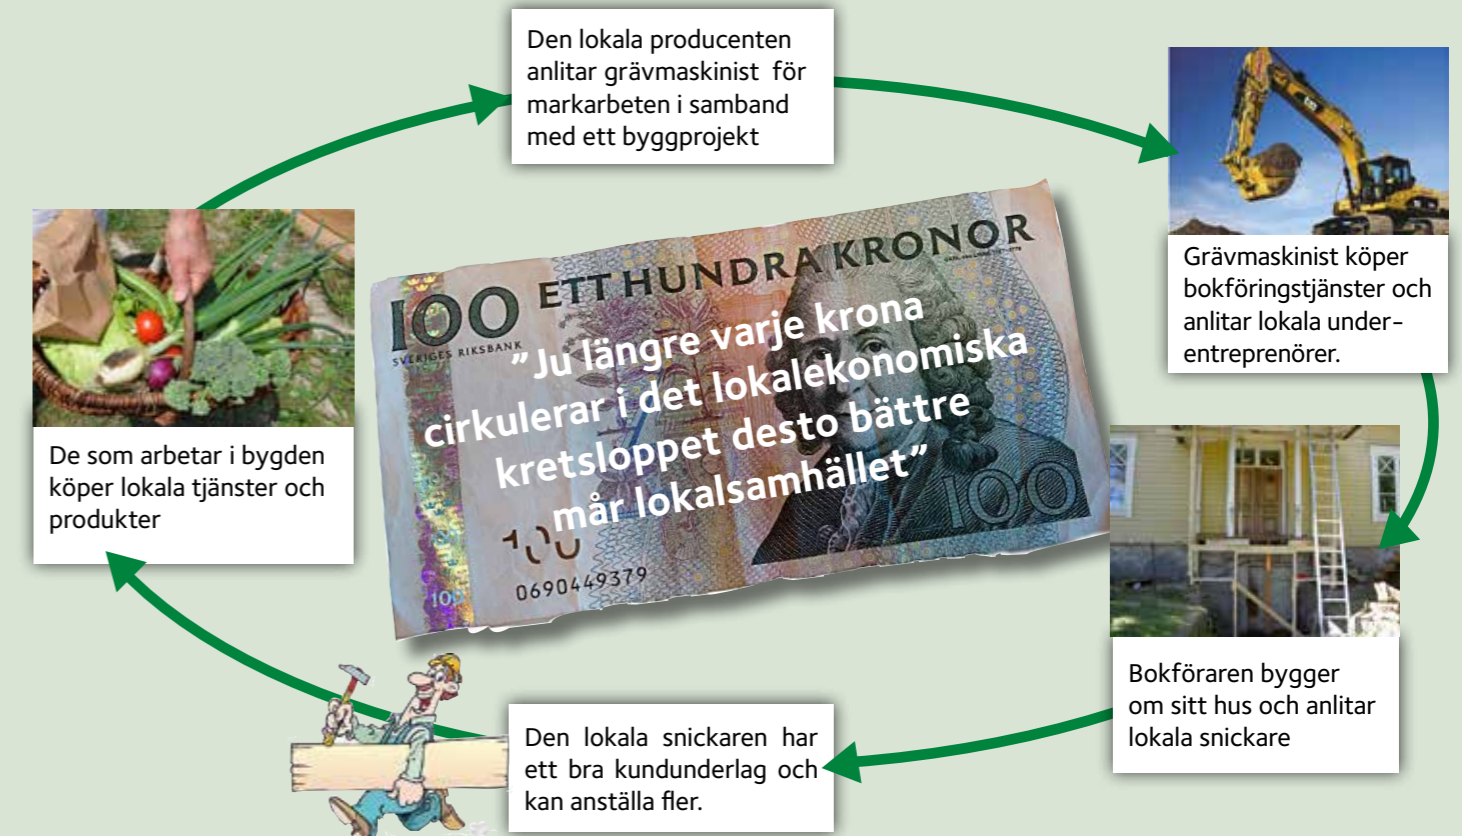 Den lokala producenten
anlitar grävmaskinist för
markarbeten i samband
med ett byggprojekt
Grävmaskinist köper
bokföringstjänster och
anlitar lokala under-
entreprenörer.
Bokföraren bygger
om sitt hus och anlitar
lokala snickare
Den lokala snickaren har
ett bra kundunderlag och
kan anställa fler.
De som arbetar i bygden
köper lokala tjänster och
produkter
100 ETT HUNDRA KRONOR
SVERIGES RIKSBANK
”Ju längre varje krona
cirkulerar i det lokalekonomiska
kretsloppet desto bättre
mår lokalsamhället”
100
0690449379
100
CAT